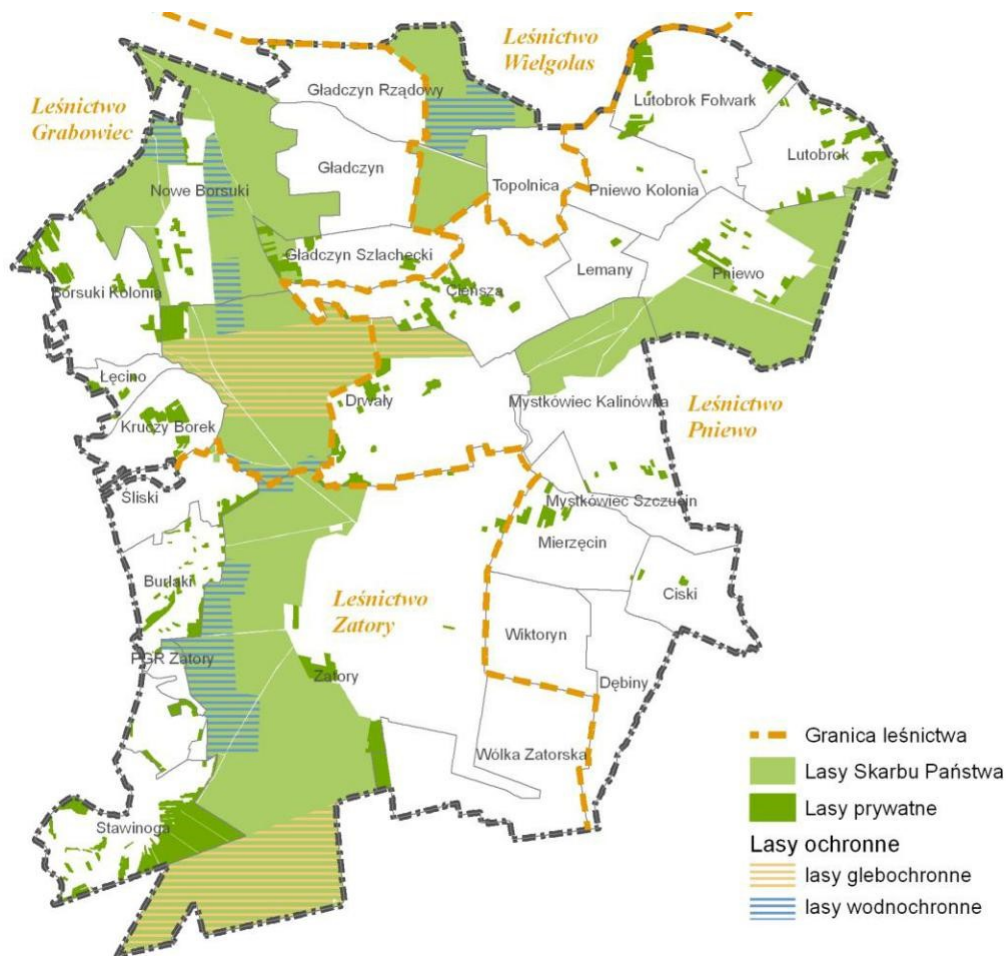 Leśnictwo
Wielgolas
Leśnictwo
Grabowiec
Gładczyn Rządowy
Lutobrok Folwark
Lutobrok
Gładczyn
Topolnica
Pniewo Kolonia
Nowe Borsuki
Gładczyn Szlachecki
Lemany
Pniewo
Cieńsza
Borsuki Kolonia
Łęcino
Drwały
Mystkówiec Kalinówka
Leśnictwo
Pniewo
Kruczy Borek
Śliski
Mystkówiec Szczucin
Mierzęcin
Burlaki
Ciski
Leśnictwo
Zatory
Wiktoryn
PGR Zatory
Zatory
Dębiny
Wólka Zatorska
Stawinoga
Granica leśnictwa
Lasy Skarbu Państwa
Lasy prywatne
Lasy ochronne
lasy glebochronne
lasy wodnochronne